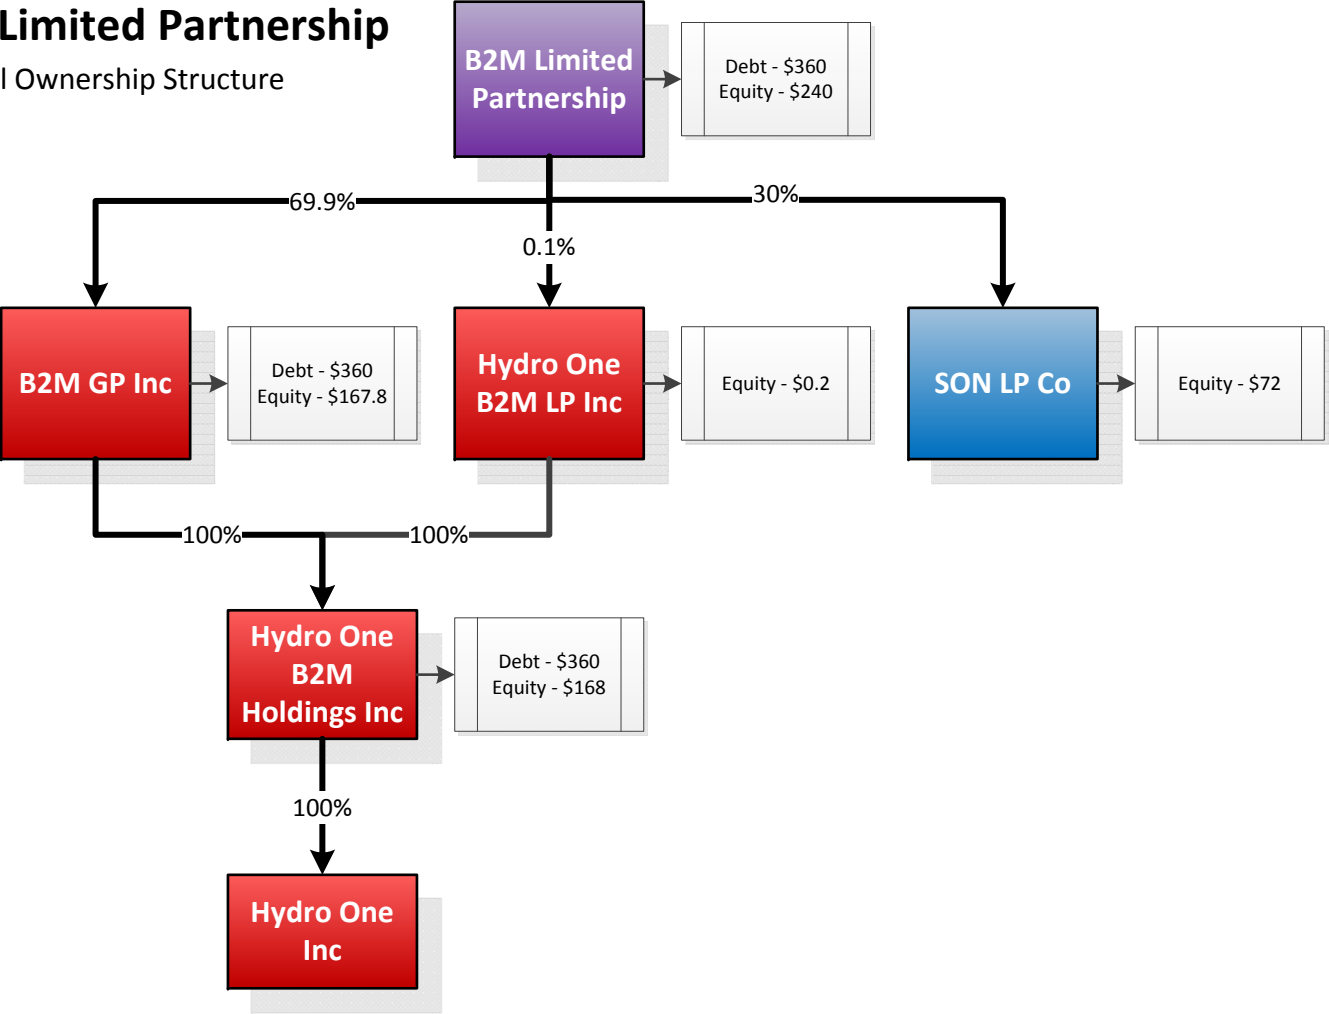 Limited Partnership
l Ownership Structure
B2M Limited
Partnership
Debt - $360
Equity - $240
69.9%
30%
0.1%
B2M GP Inc
Debt - $360
Equity - $167.8
Hydro One
B2M LP Inc
Equity - $0.2
SON LP Co
Equity - $72
100%
100%
Hydro One
B2M
Holdings Inc
Debt - $360
Equity - $168
100%
Hydro One
Inc